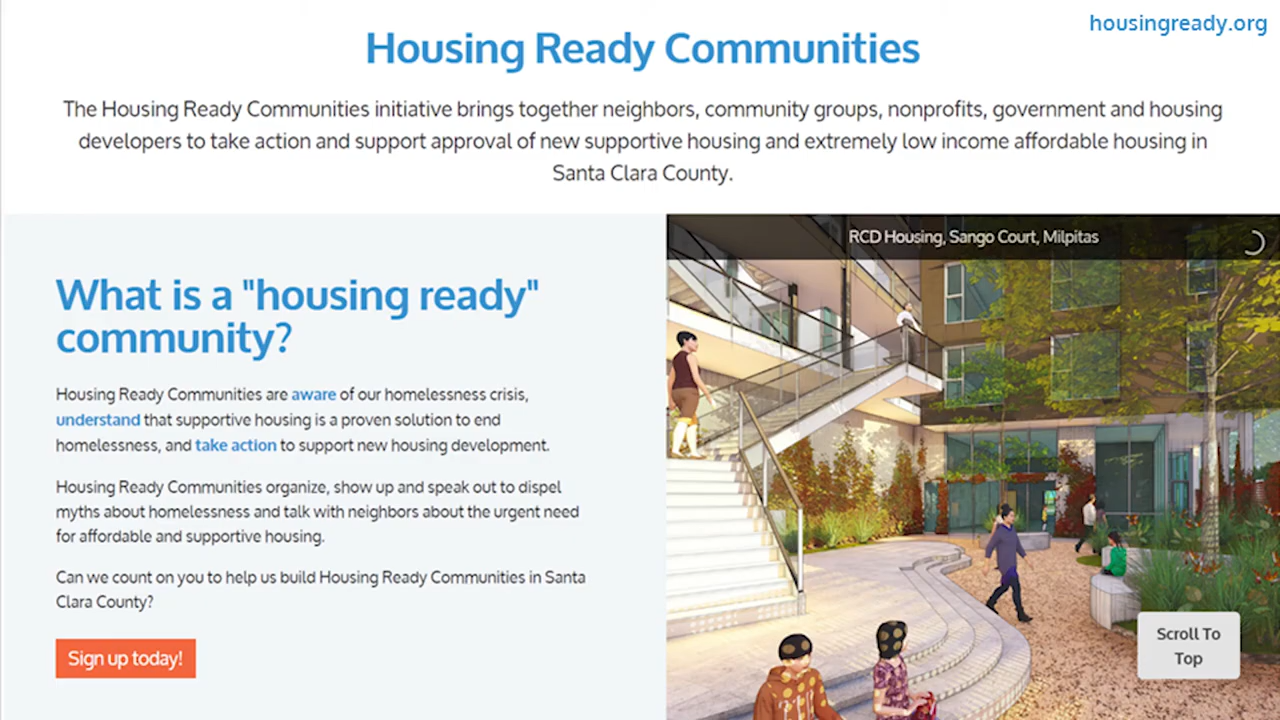 housingready.org
Housing Ready Communities
The Housing Ready Communities initiative brings together neighbors, community groups, nonprofits, government and housing
developers to take action and support approval of new supportive housing and extremely low income affordable housing in
Santa Clara County.
RCD Housing, Sango Court, Milpitas
What is a "housing ready"
community?
Housing Ready Communities are aware of our homelessness crisis,
understand that supportive housing is a proven solution to end
homelessness, and take action to support new housing development.
Housing Ready Communities organize, show up and speak out to dispel
myths about homelessness and talk with neighbors about the urgent need
for affordable and supportive housing.
Can we count on you to help us build Housing Ready Communities in Santa
Clara County?
Sign up today!
Scroll To
Top